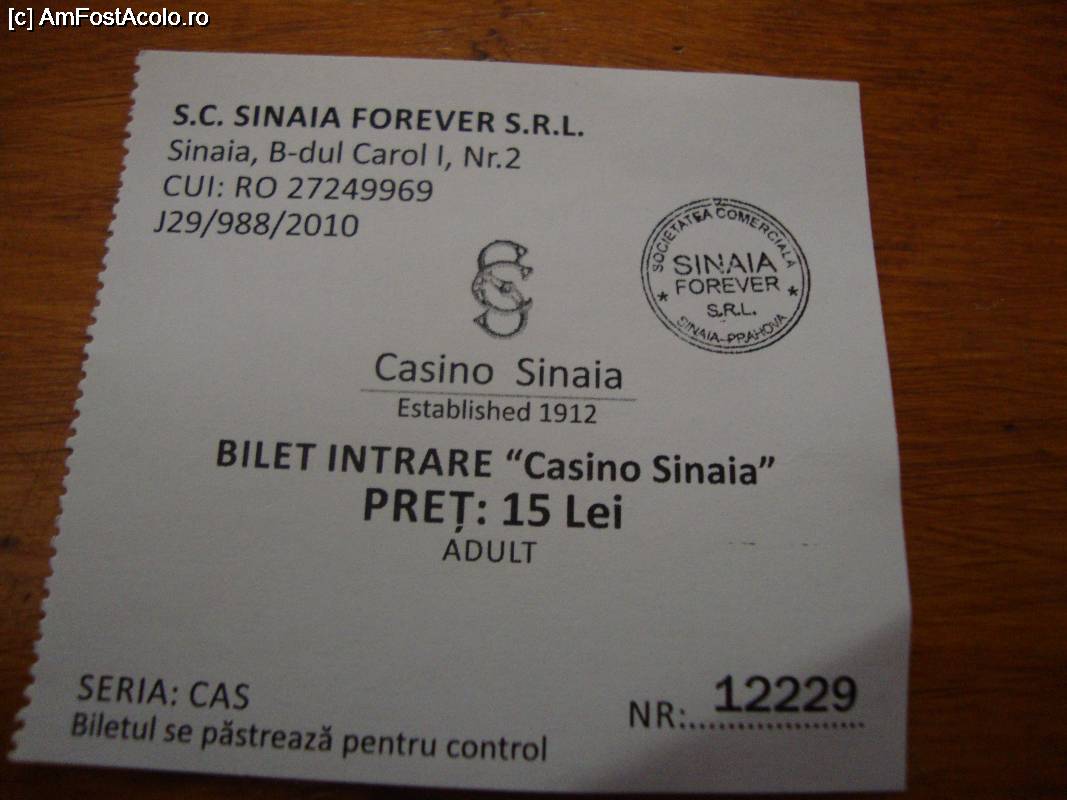 [c] AmFostAcolo.ro
S.C. SINAIA FOREVER S.R.L.
Sinaia, B-dul Carol I, Nr.2
CUI: RO 27249969
J29/988/2010
SOCIETATEA COMERCIALĂ
SINAIA
FOREVER
S.R.L.
SINAIA-PRAHOVA
Casino Sinaia
Established 1912
BILET INTRARE “Casino Sinaia”
PREȚ: 15 Lei
ADULT
SERIA: CAS
NR:..................
12229
Biletul se păstrează pentru control